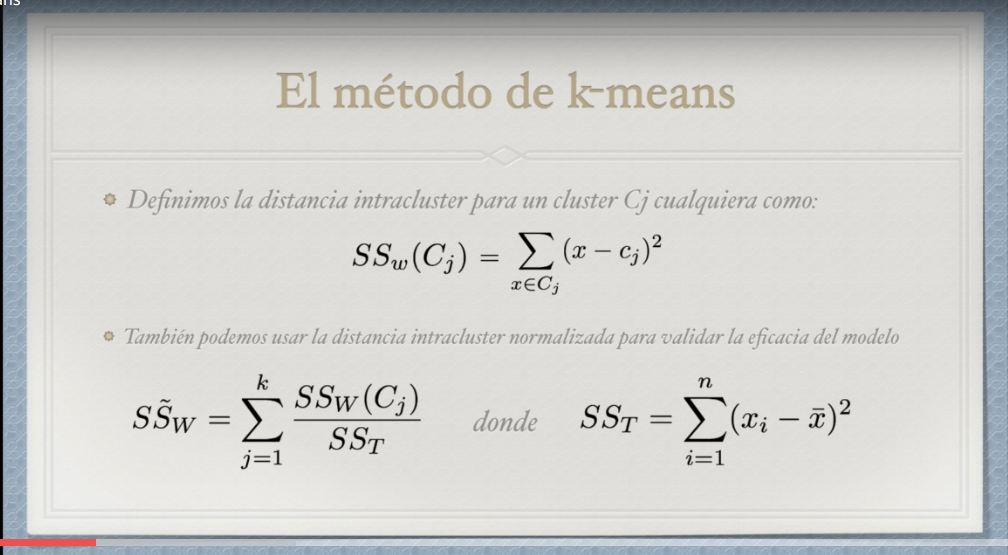 ans
El método de k-means
Definimos la distancia intracluster para un cluster Cj cualquiera como:
SS_w(C_j) = \sum_{x \in C_j} (x - c_j)^2
También podemos usar la distancia intracluster normalizada para validar la eficacia del modelo
S\tilde{S}_W = \sum_{j=1}^{k} \frac{SS_W(C_j)}{SS_T} donde SS_T = \sum_{i=1}^{n} (x_i - \bar{x})^2